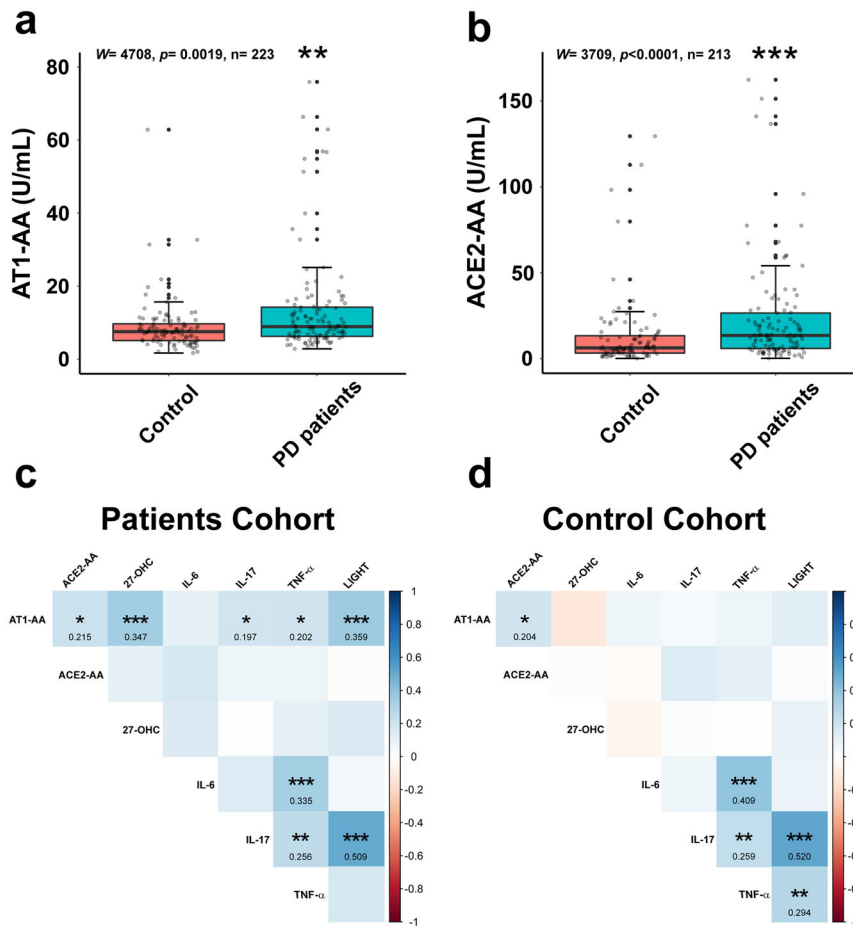 a
W= 4708, p= 0.0019, n= 223
**
AT1-AA (U/mL)
80
60
40
20
0
Control
PD patients
b
W= 3709, p<0.0001, n= 213
***
ACE2-AA (U/mL)
150
100
50
0
Control
PD patients
c
Patients Cohort
ACE2-AA 27-OHC IL-6 IL-17 TNF-α LIGHT
AT1-AA * *** * * ***
0.215 0.347 0.197 0.202 0.359
ACE2-AA
27-OHC
IL-6 ***
0.335
IL-17 ** ***
0.256 0.509
TNF-α
1
0.8
0.6
0.4
0.2
0
-0.2
-0.4
-0.6
-0.8
-1
d
Control Cohort
ACE2-AA 27-OHC IL-6 IL-17 TNF-α LIGHT
AT1-AA *
0.204
ACE2-AA
27-OHC
IL-6 ***
0.409
IL-17 ** ***
0.259 0.520
TNF-α **
0.294